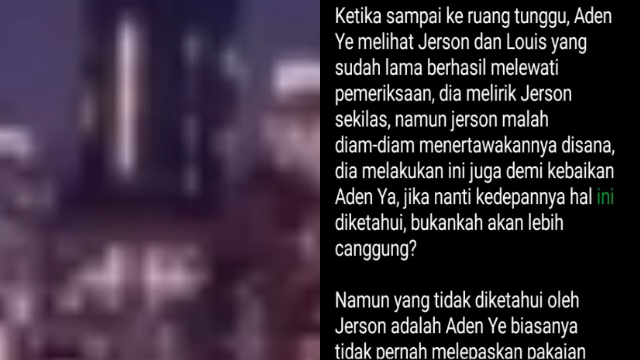 Ketika sampai ke ruang tunggu, Aden
Ye melihat Jerson dan Louis yang
sudah lama berhasil melewati
pemeriksaan, dia melirik Jerson
sekilas, namun jerson malah
diam-diam menertawakannya disana,
dia melakukan ini juga demi kebaikan
Aden Ya, jika nanti kedepannya hal ini
diketahui, bukankah akan lebih
canggung?
Namun yang tidak diketahui oleh
Jerson adalah Aden Ye biasanya
tidak pernah melepaskan pakaian